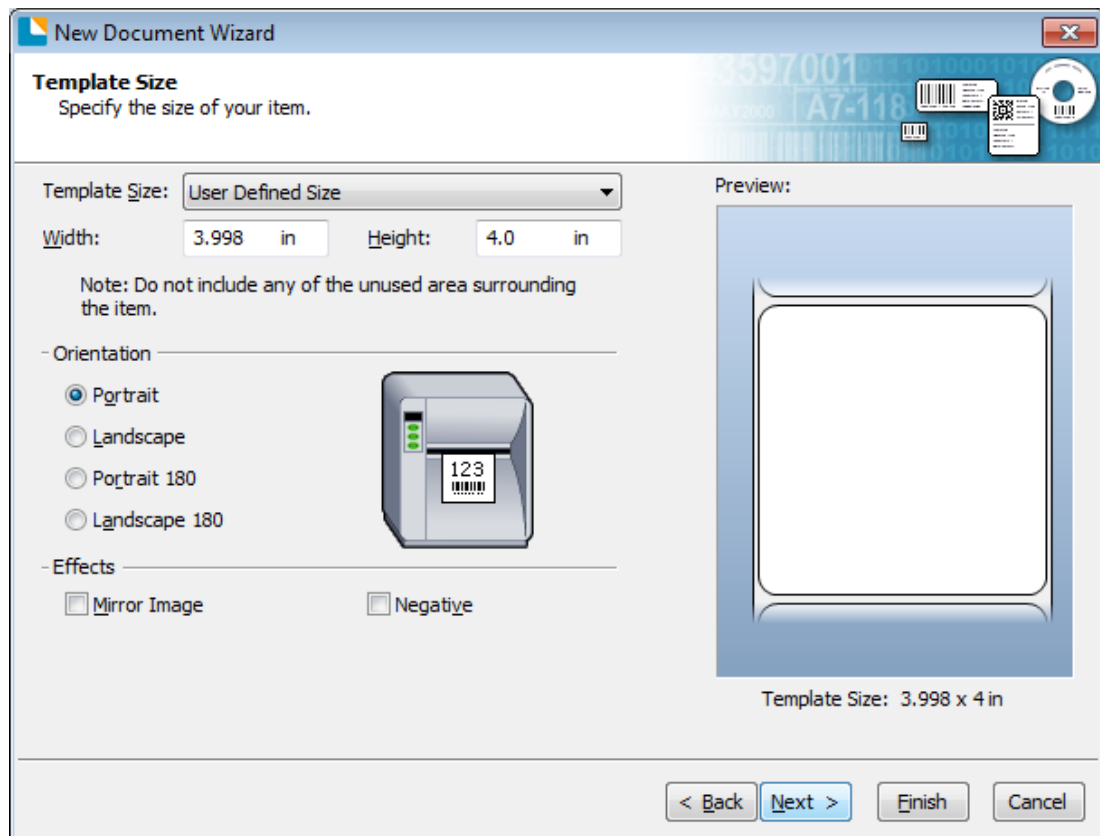 New Document Wizard
Template Size
Specify the size of your item.
3597001
01110100010100
A7-118
Template Size: User Defined Size
Preview:
Width: 3.998 in Height: 4.0 in
Note: Do not include any of the unused area surrounding
the item.
Orientation
Portrait
Landscape
Portrait 180
Landscape 180
123
Effects
Mirror Image Negative
Template Size: 3.998 x 4 in
< Back Next > Finish Cancel